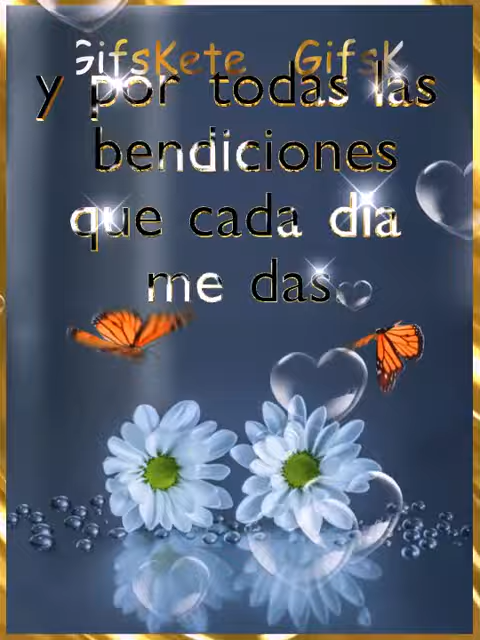 GifsKete GifsK
y por todas las
bendiciones
que cada dia
me das.